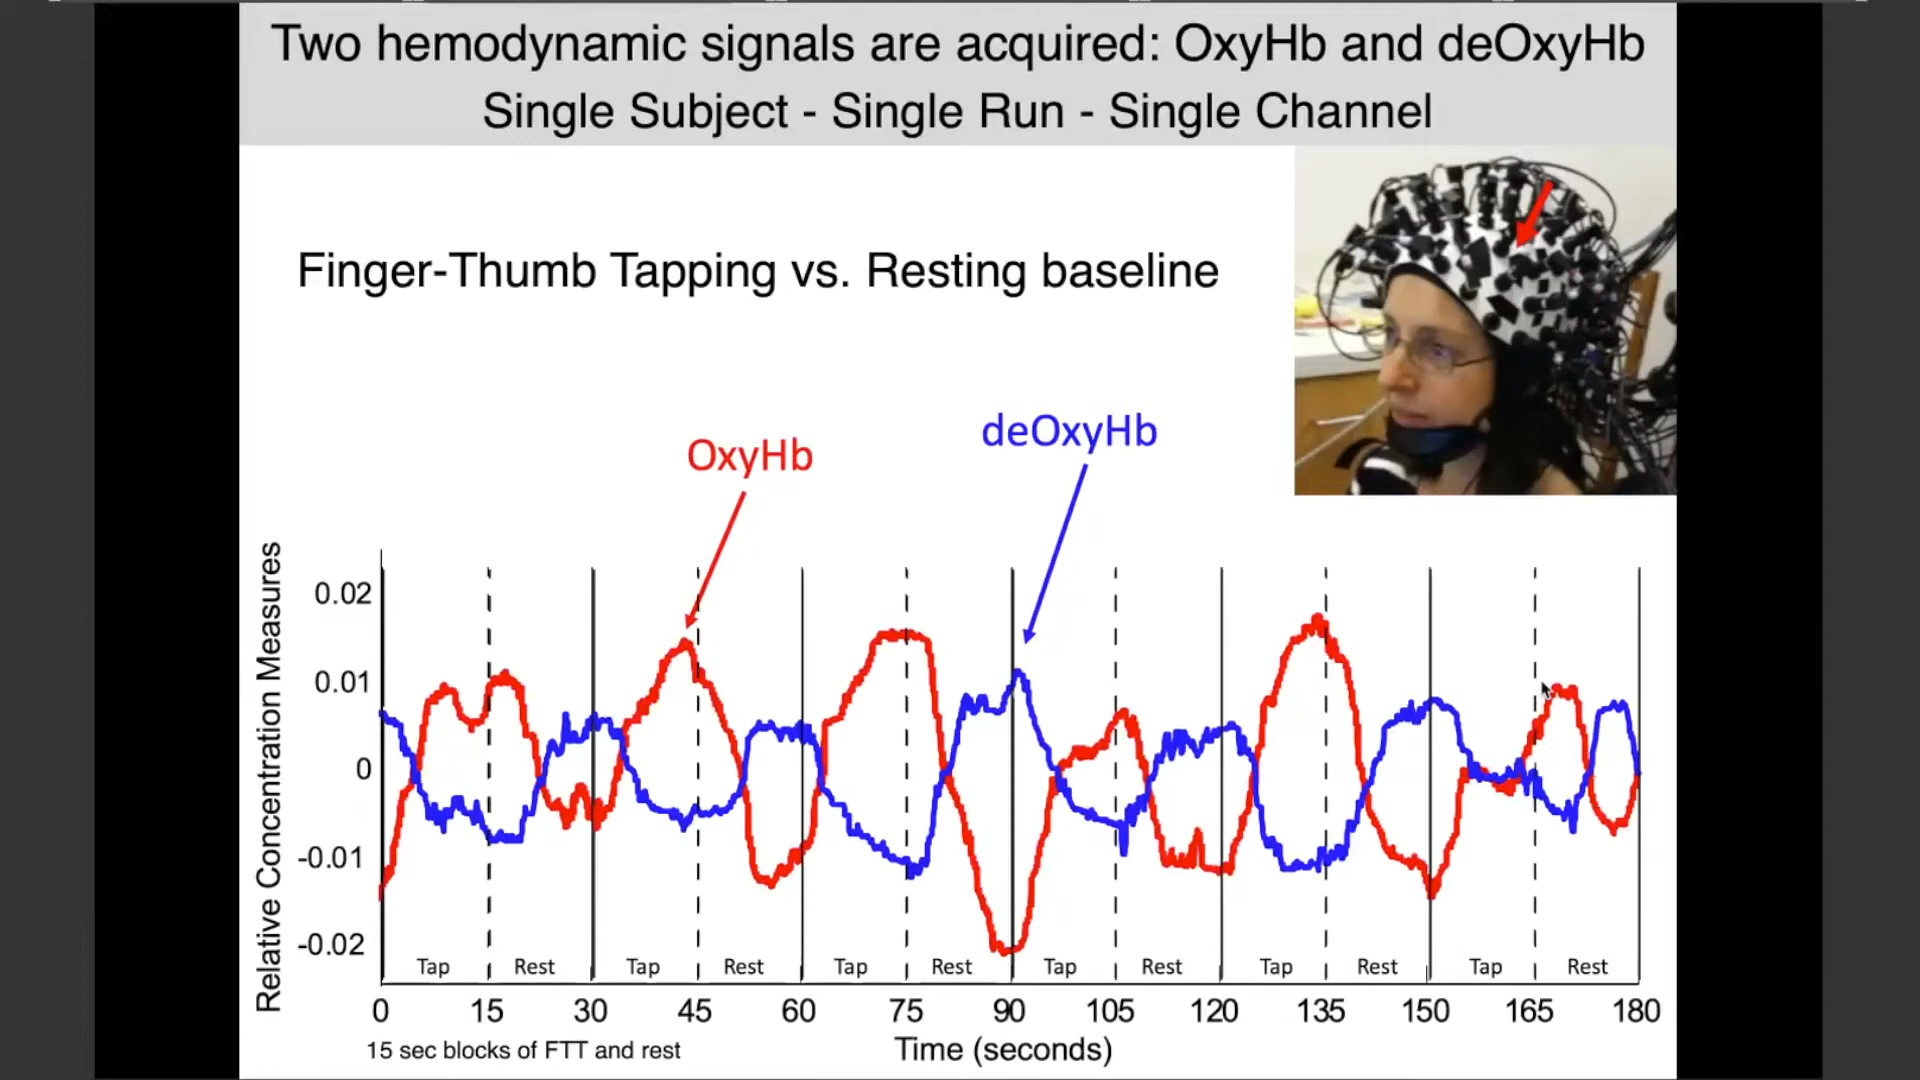 Two hemodynamic signals are acquired: OxyHb and deOxyHb
Single Subject - Single Run - Single Channel
Finger-Thumb Tapping vs. Resting baseline
OxyHb
deOxyHb
Relative Concentration Measures
0.02
0.01
0
-0.01
-0.02
Tap Rest Tap Rest Tap Rest Tap Rest Tap Rest Tap Rest
0 15 30 45 60 75 90 105 120 135 150 165 180
15 sec blocks of FTT and rest
Time (seconds)